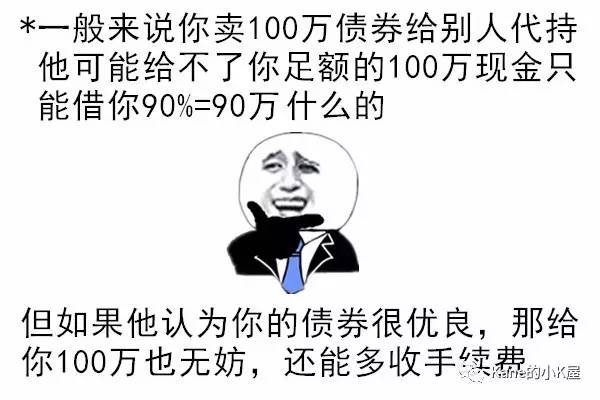 *一般来说你卖100万债券给别人代持
他可能给不了你足额的100万现金只
能借你90%=90万什么的
但如果他认为你的债券很优良，那给
你100万也无妨，还能多收手续费
Kane的小K屋